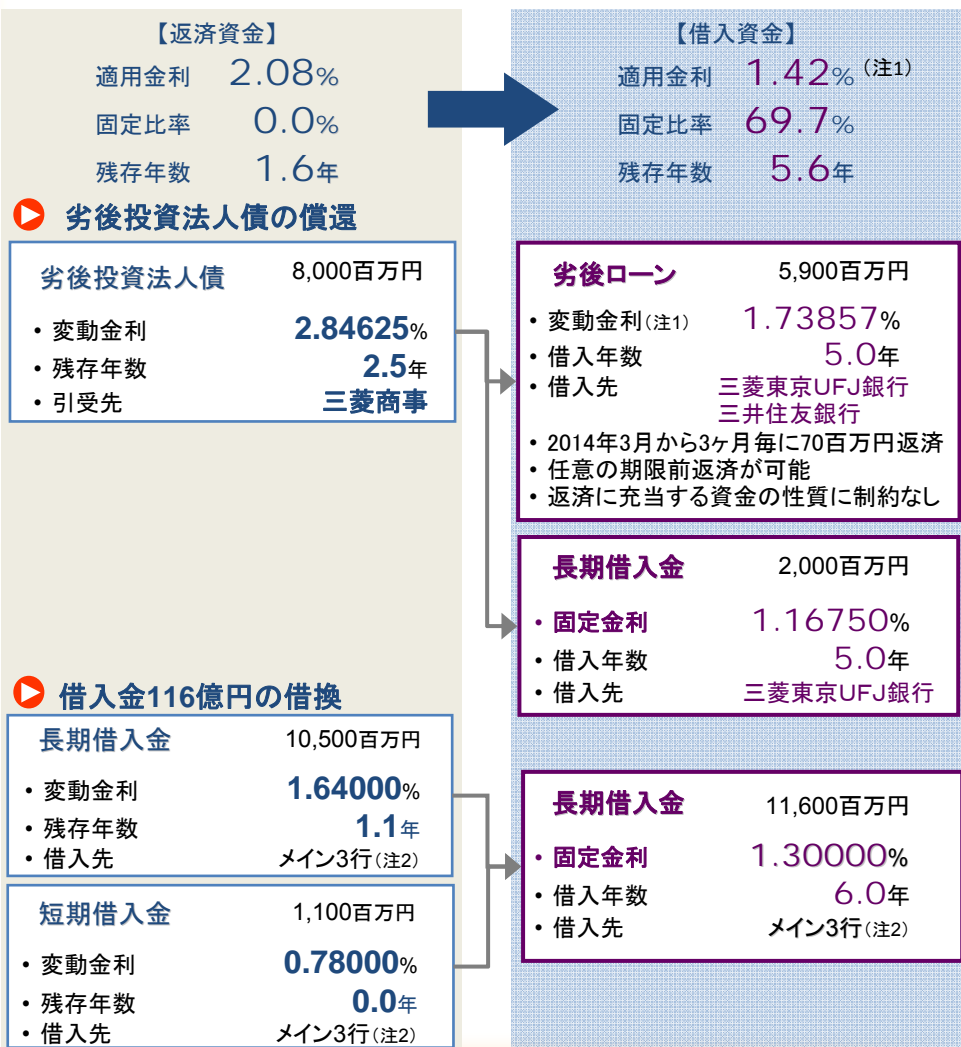 【返済資金】
適用金利 2.08%
固定比率 0.0%
残存年数 1.6年
【借入資金】
適用金利 1.42%(注1)
固定比率 69.7%
残存年数 5.6年
劣後投資法人債の償還
劣後投資法人債 8,000百万円
・変動金利 2.84625%
・残存年数 2.5年
・引受先 三菱商事
劣後ローン 5,900百万円
・変動金利(注1) 1.73857%
・借入年数 5.0年
・借入先 三菱東京UFJ銀行
三井住友銀行
・2014年3月から3ヶ月毎に70百万円返済
・任意の期限前返済が可能
・返済に充当する資金の性質に制約なし
長期借入金 2,000百万円
・固定金利 1.16750%
・借入年数 5.0年
・借入先 三菱東京UFJ銀行
借入金116億円の借換
長期借入金 10,500百万円
・変動金利 1.64000%
・残存年数 1.1年
・借入先 メイン3行(注2)
短期借入金 1,100百万円
・変動金利 0.78000%
・残存年数 0.0年
・借入先 メイン3行(注2)
長期借入金 11,600百万円
・固定金利 1.30000%
・借入年数 6.0年
・借入先 メイン3行(注2)